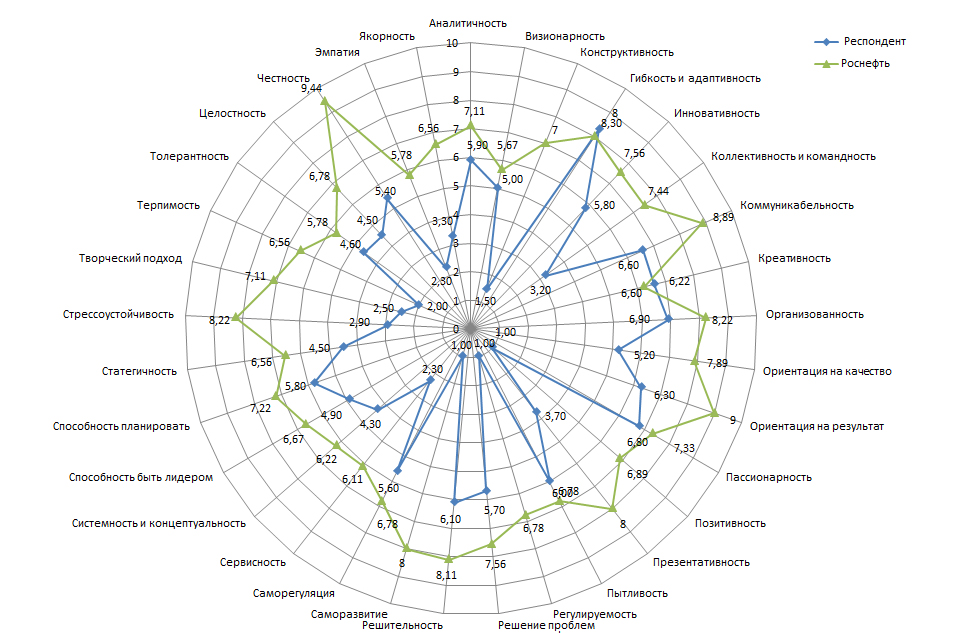 Аналитичность
Якорность
Визионарность
Эмпатия
Конструктивность
Честность
Гибкость и адаптивность
Целостность
Инновативность
Толерантность
Коллективность и командность
Терпимость
Коммуникабельность
Творческий подход
Креативность
Стрессоустойчивость
Организованность
Статегичность
Ориентация на качество
Способность планировать
Ориентация на результат
Способность быть лидером
Пассионарность
Системность и концептуальность
Позитивность
Сервисность
Презентативность
Саморегуляция
Пытливость
Саморазвитие
Регулируемость
Решительность
Решение проблем
Респондент
Роснефть
10
9
8
7
6
5
4
3
2
1
0
7,11
5,67
7
8,30
7,56
7,44
8,89
6,22
8,22
7,89
9
7,33
6,89
8
6,78
6,78
7,56
8,11
8
6,78
6,11
6,22
6,67
7,22
6,56
8,22
7,11
6,56
5,78
6,78
9,44
5,78
6,56
5,90
5,00
1,50
8
5,80
3,20
6,60
6,60
6,90
5,20
6,30
6,80
1,00
3,70
6,00
1,00
5,70
6,10
1,00
5,60
2,30
4,30
4,90
5,80
4,50
2,90
2,50
2,00
4,60
4,50
5,40
2,30
3,30